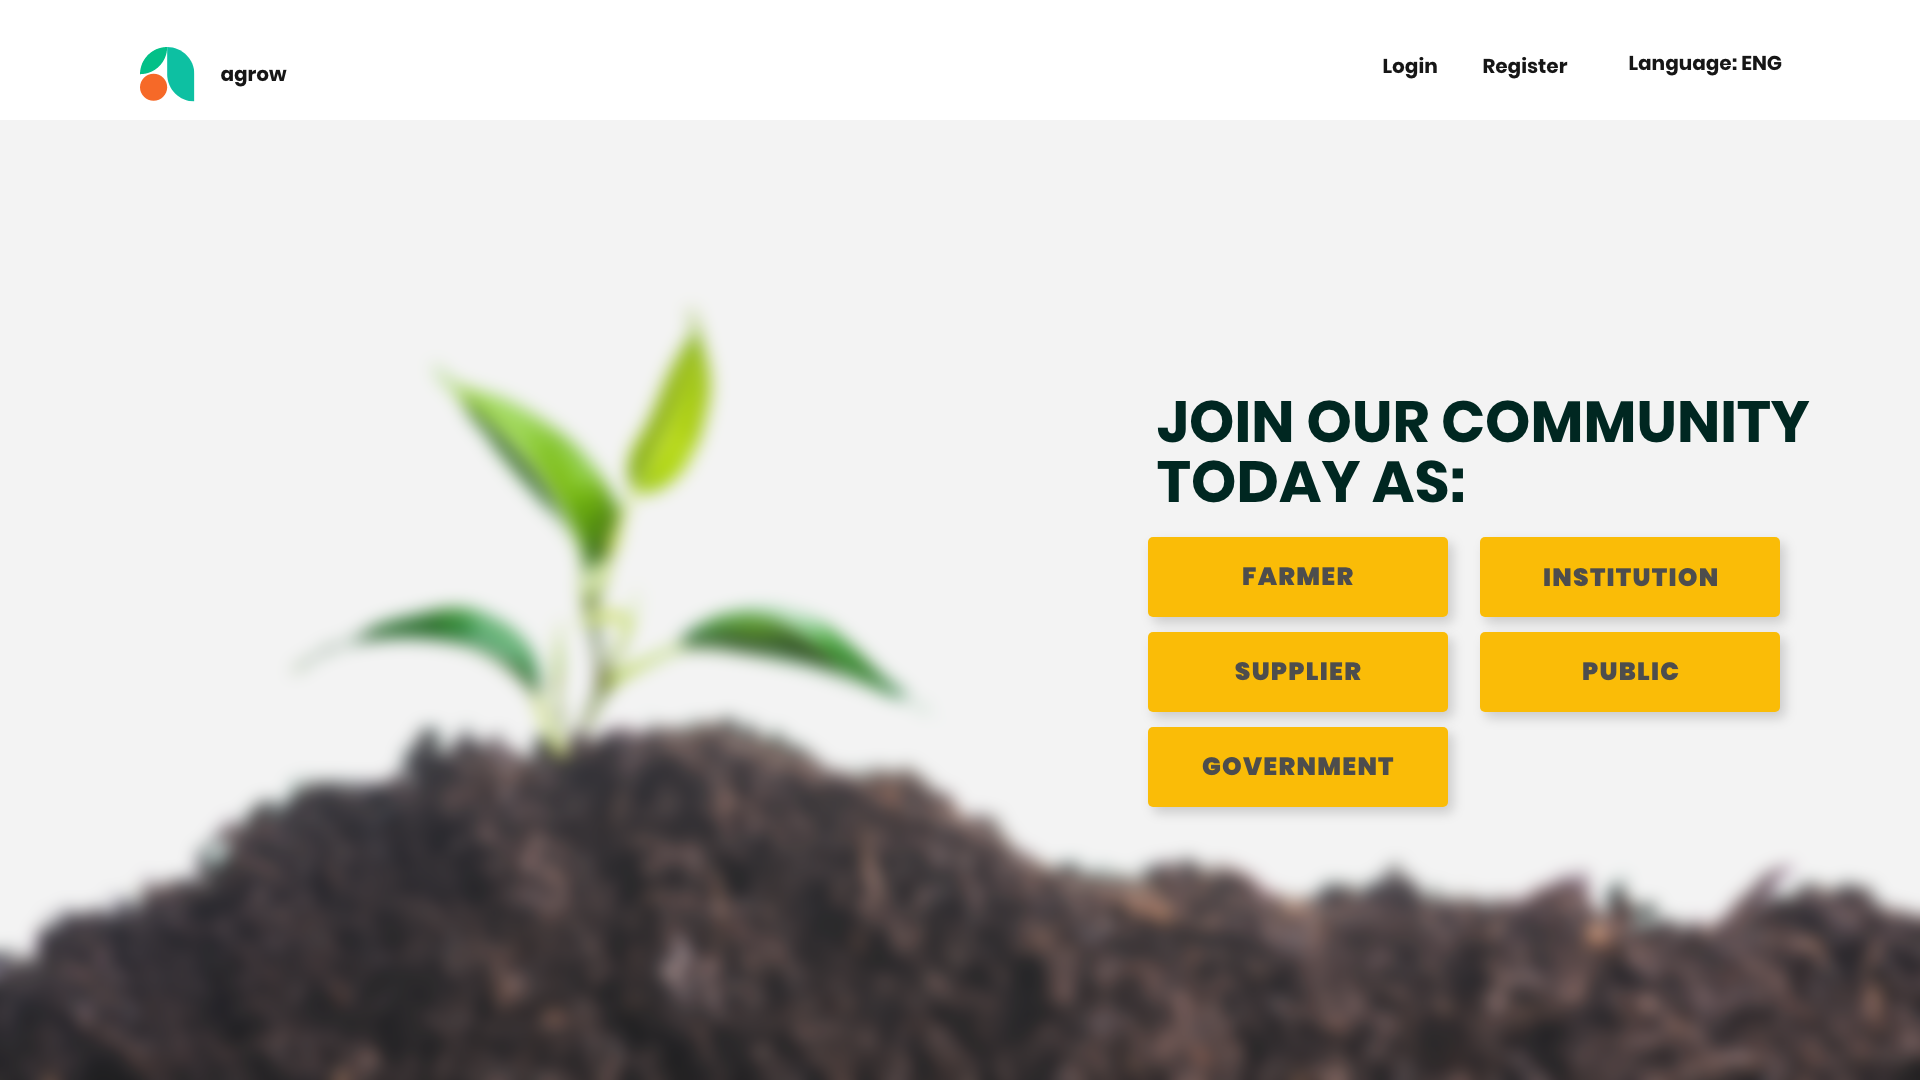 agrow
Login
Register
Language: ENG
JOIN OUR COMMUNITY
TODAY AS:
FARMER
INSTITUTION
SUPPLIER
PUBLIC
GOVERNMENT